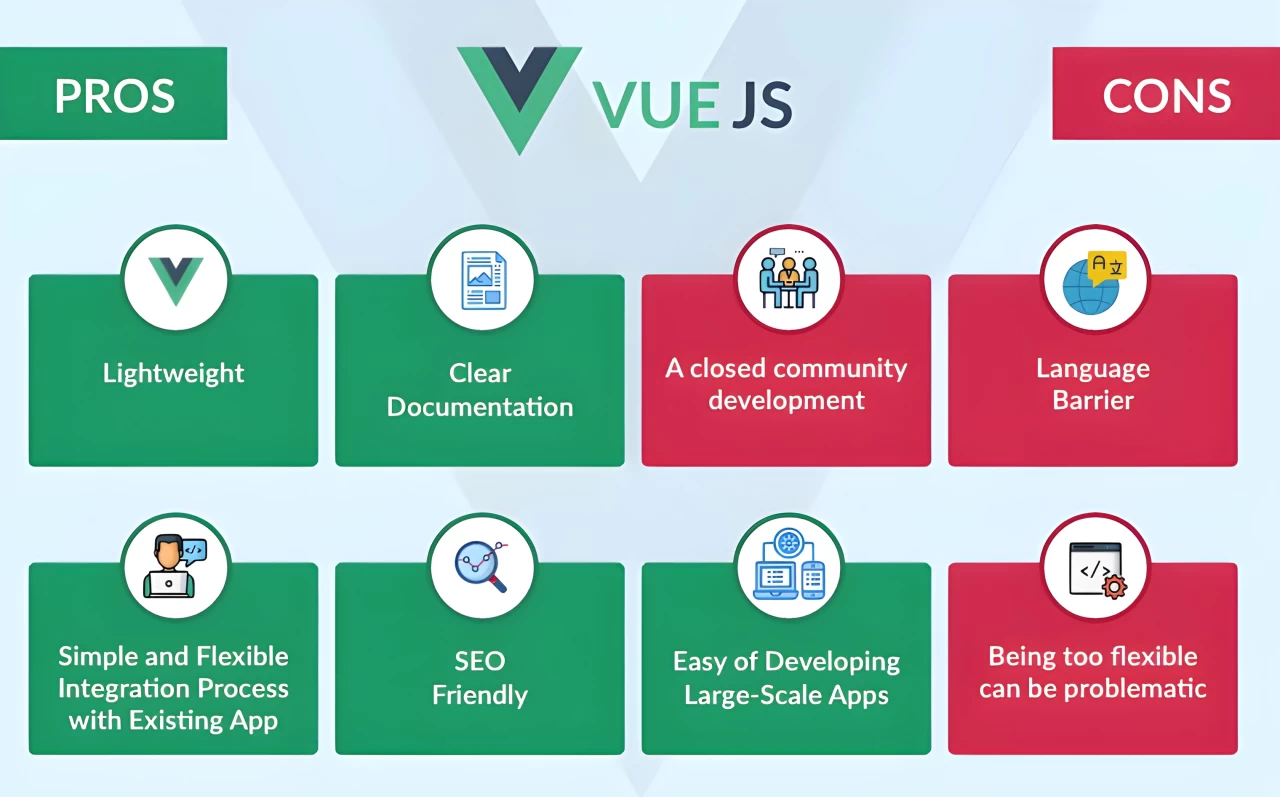 PROS
VUE JS
CONS
Lightweight
Clear
Documentation
A closed community
development
Language
Barrier
Simple and Flexible
Integration Process
with Existing App
SEO
Friendly
Easy of Developing
Large-Scale Apps
Being too flexible
can be problematic